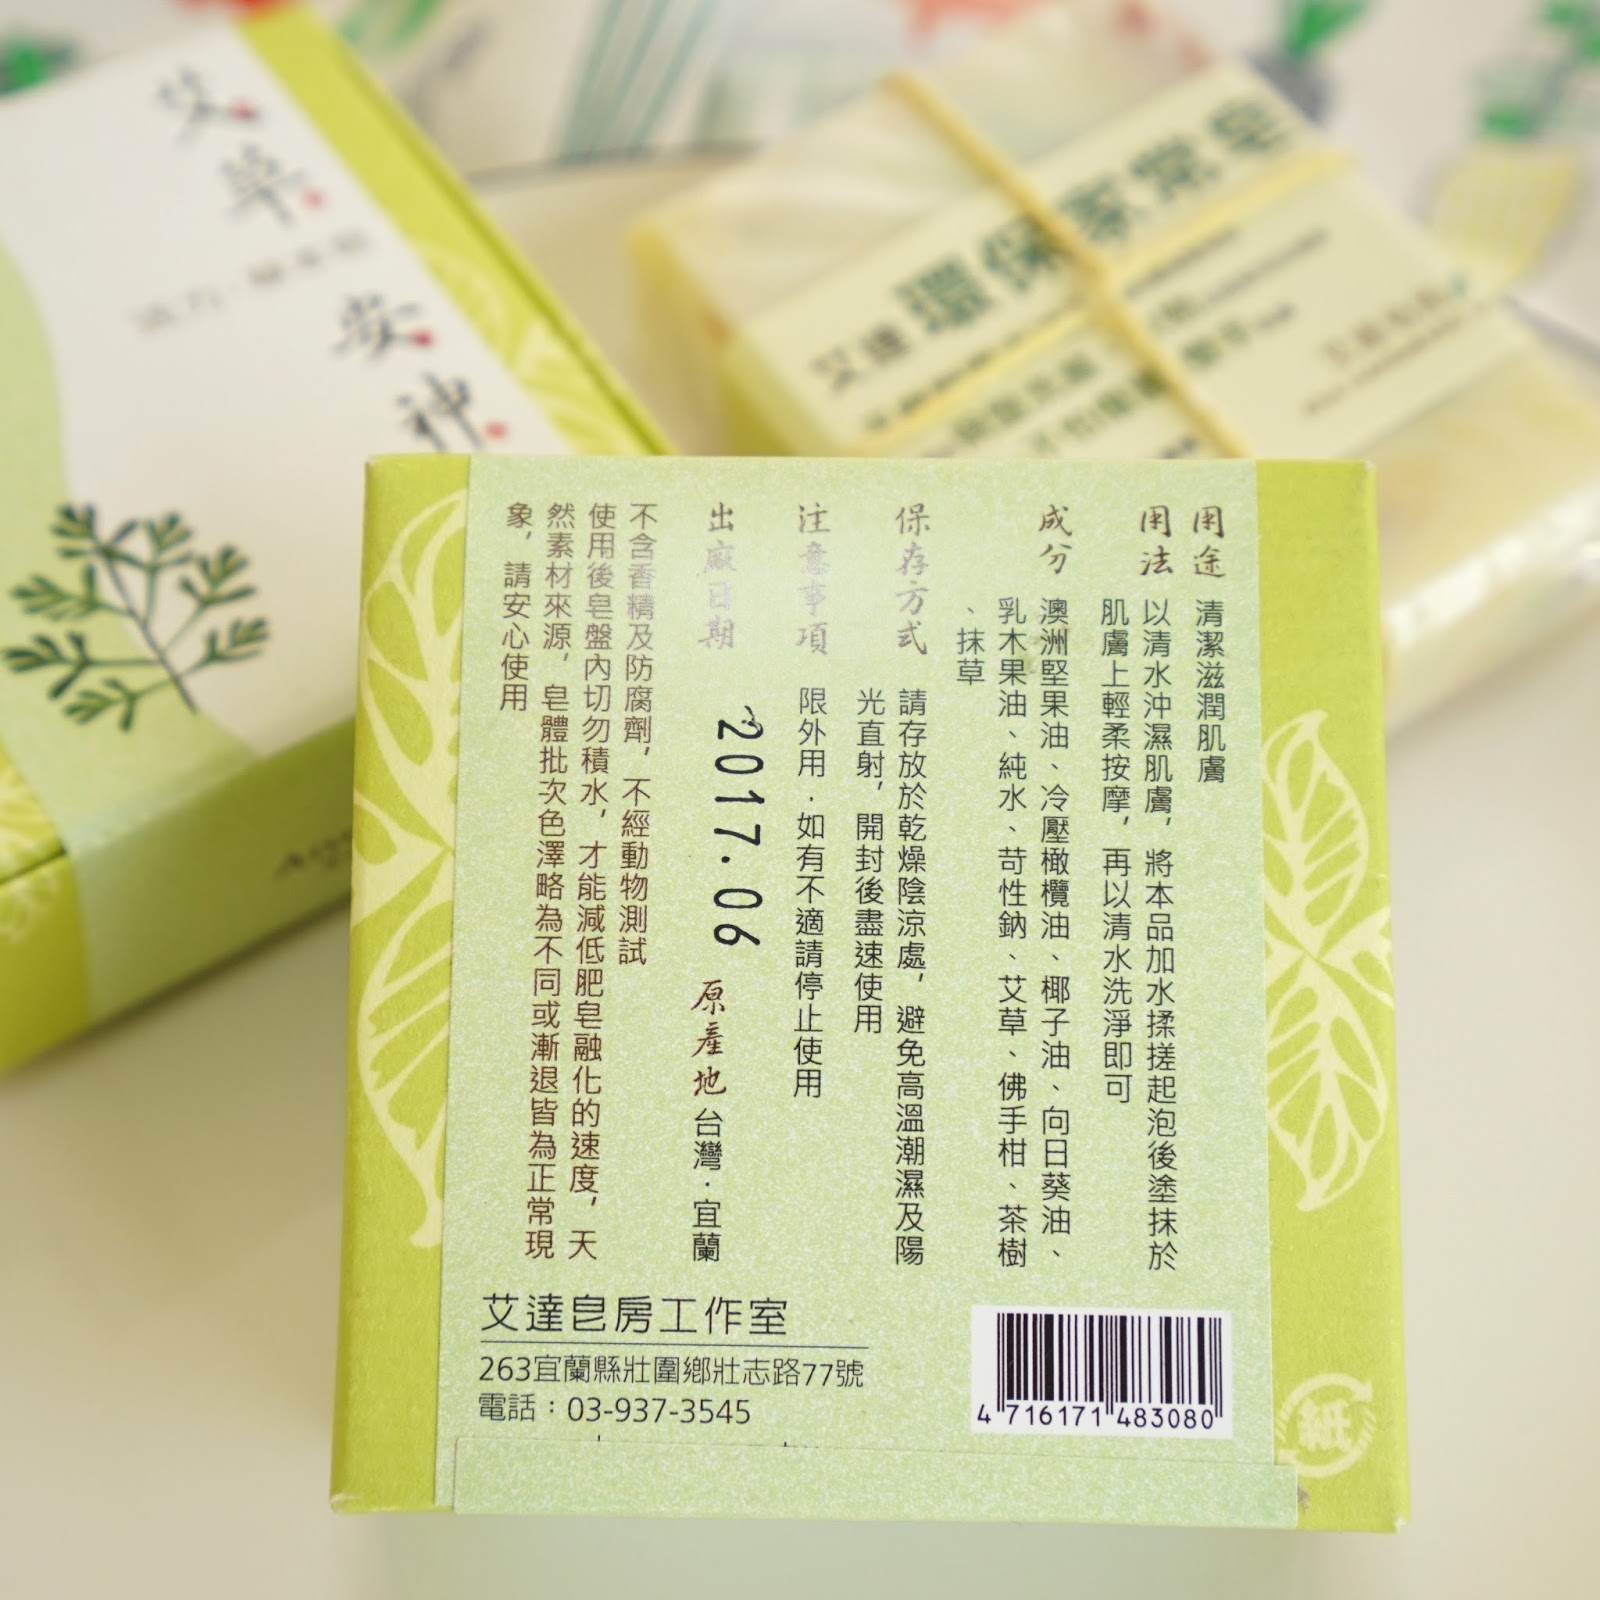 艾草
安神
艾達 環保家常皂
用途 清潔滋潤肌膚
用法 以清水沖濕肌膚，將本品加水揉搓起泡後塗抹於
肌膚上輕柔按摩，再以清水洗淨即可
成分 澳洲堅果油、冷壓橄欖油、椰子油、向日葵油、
乳木果油、純水、苛性鈉、艾草、佛手柑、茶樹
、抹草
保存方式 請存放於乾燥陰涼處，避免高溫潮濕及陽
光直射，開封後盡速使用
注意事項 限外用．如有不適請停止使用
出廠日期 2017.06 原產地 台灣．宜蘭
不含香精及防腐劑，不經動物測試
使用後皂盤內切勿積水，才能減低肥皂融化的速度，天
然素材來源，皂體批次色澤略為不同或漸退皆為正常現
象，請安心使用
艾達皂房工作室
263宜蘭縣壯圍鄉壯志路77號
電話：03-937-3545
4 716171 483080
紙